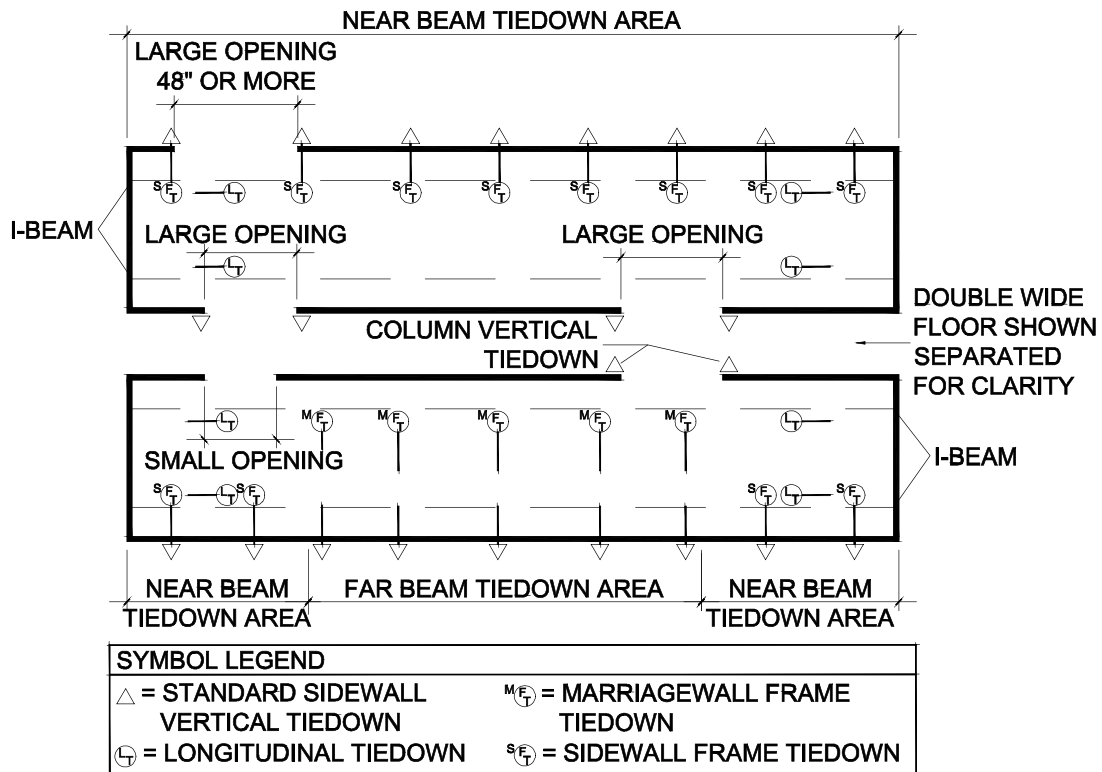 NEAR BEAM TIEDOWN AREA
LARGE OPENING
48" OR MORE
S F T
L T
S F T
S F T
S F T
S F T
S F T
S F T
L T
S F T
I-BEAM
LARGE OPENING
LARGE OPENING
L T
L T
COLUMN VERTICAL
TIEDOWN
DOUBLE WIDE
FLOOR SHOWN
SEPARATED
FOR CLARITY
L T
M F T
M F T
M F T
M F T
M F T
L T
SMALL OPENING
I-BEAM
S F T
L T
S F T
S F T
L T
S F T
NEAR BEAM
TIEDOWN AREA
FAR BEAM TIEDOWN AREA
NEAR BEAM
TIEDOWN AREA
SYMBOL LEGEND
= STANDARD SIDEWALL
VERTICAL TIEDOWN
M F T = MARRIAGEWALL FRAME
TIEDOWN
L T = LONGITUDINAL TIEDOWN
S F T = SIDEWALL FRAME TIEDOWN